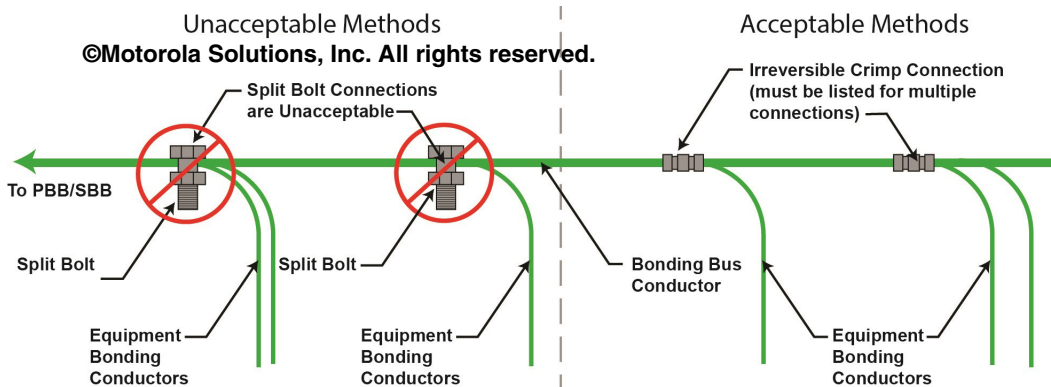 Unacceptable Methods
Acceptable Methods
©Motorola Solutions, Inc. All rights reserved.
Split Bolt Connections
are Unacceptable
Irreversible Crimp Connection
(must be listed for multiple
connections)
To PBB/SBB
Split Bolt
Split Bolt
Bonding Bus
Conductor
Equipment
Bonding
Conductors
Equipment
Bonding
Conductors
Equipment
Bonding
Conductors